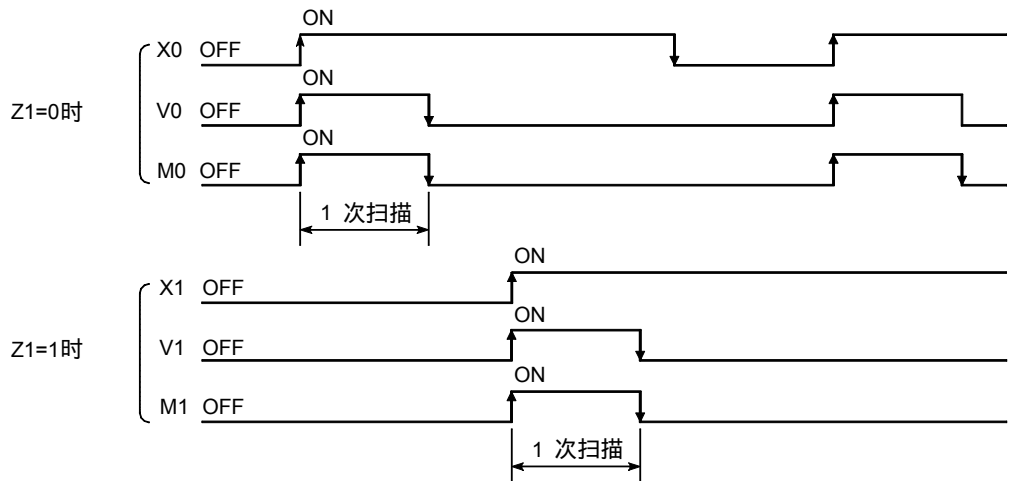 ON
X0 OFF
ON
Z1=0时
V0 OFF
ON
M0 OFF
1 次扫描
ON
X1 OFF
ON
Z1=1时
V1 OFF
ON
M1 OFF
1 次扫描